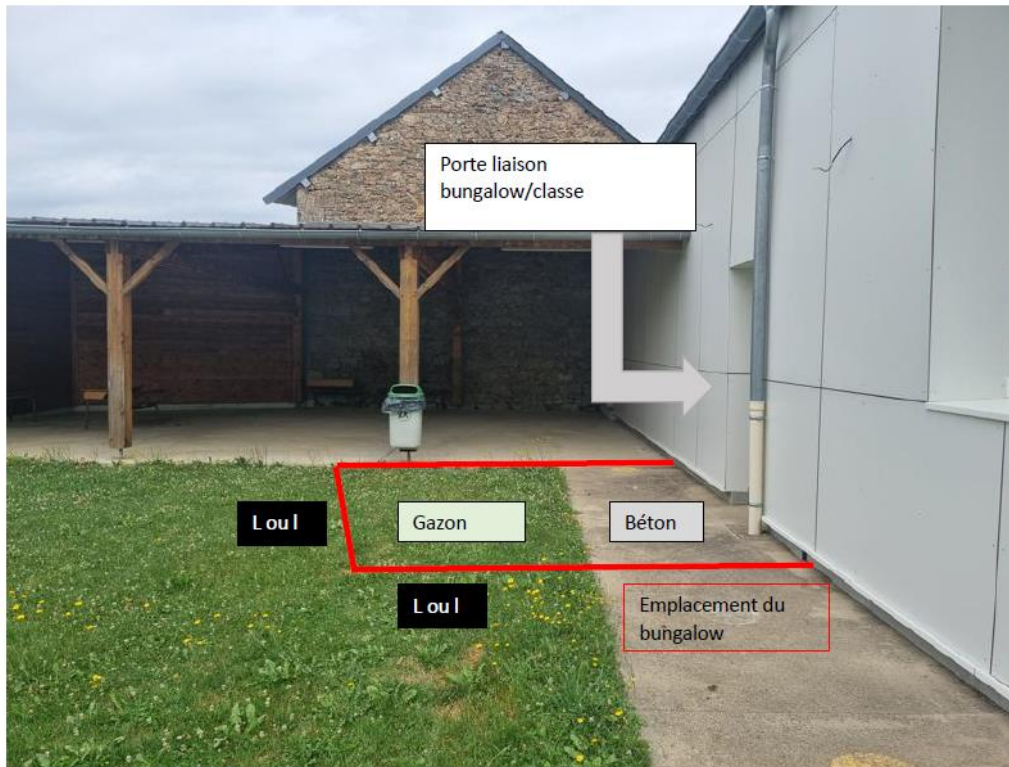 Porte liaison
bungalow/classe
L ou l
Gazon
Béton
L ou l
Emplacement du
bungalow